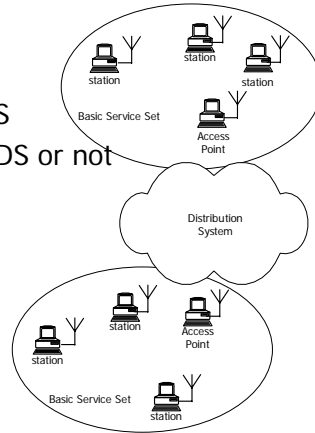 station
station
station
S
Basic Service Set
Access
Point
DS or not
Distribution
System
station
Access
Point
station
Basic Service Set
station